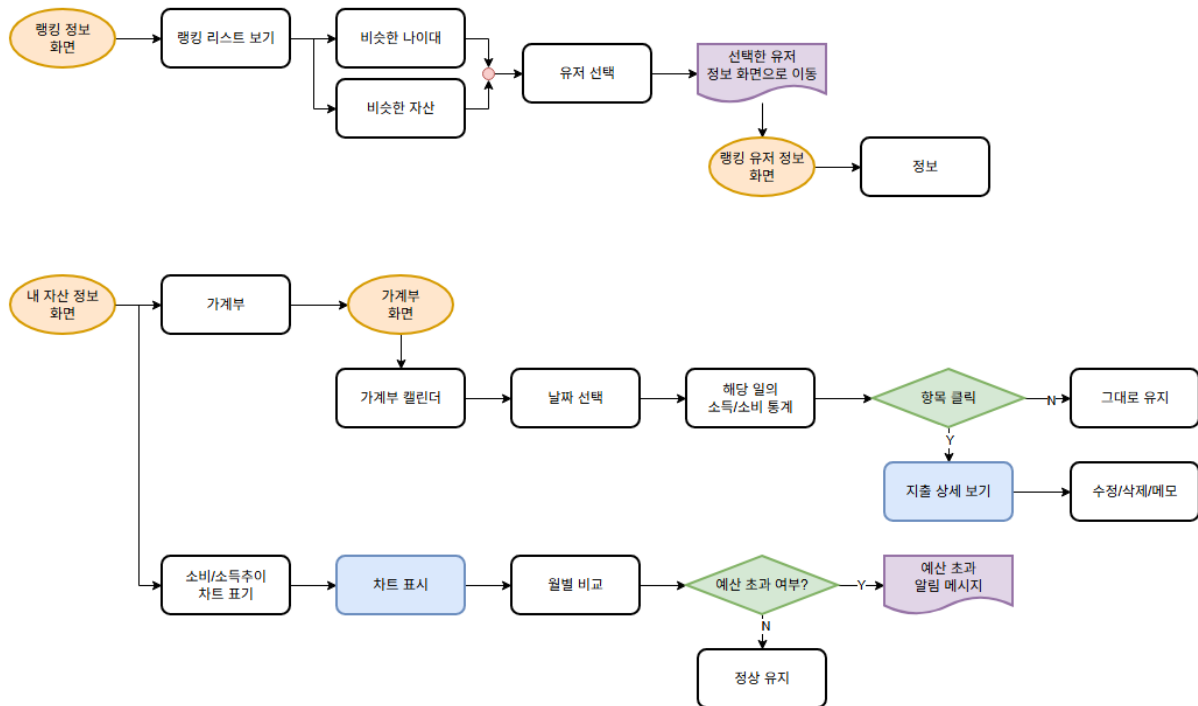 랭킹 정보
화면
랭킹 리스트 보기
비슷한 나이대
비슷한 자산
유저 선택
선택한 유저
정보 화면으로 이동
랭킹 유저 정보
화면
정보
내 자산 정보
화면
가계부
가계부
화면
가계부 캘린더
날짜 선택
해당 일의
소득/소비 통계
항목 클릭
N
그대로 유지
Y
지출 상세 보기
수정/삭제/메모
소비/소득추이
차트 표기
차트 표시
월별 비교
예산 초과 여부?
Y
예산 초과
알림 메시지
N
정상 유지